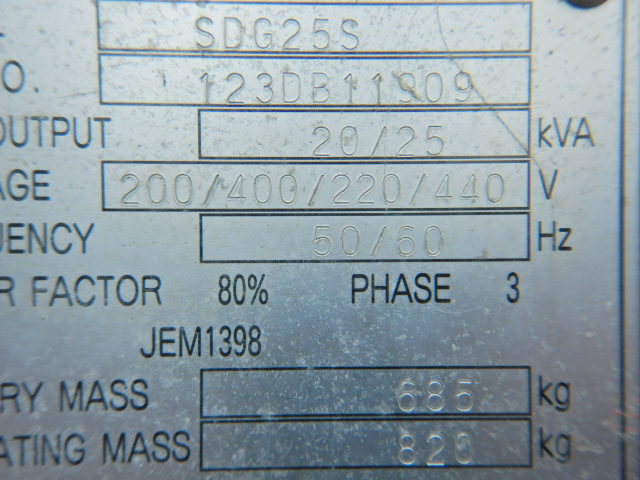 SDG25S
O. 123DB11909
OUTPUT 20/25 kVA
AGE 200/400/220/440 V
UENCY 50/60 Hz
R FACTOR 80% PHASE 3
JEM1398
RY MASS 685 kg
ATING MASS 820 kg